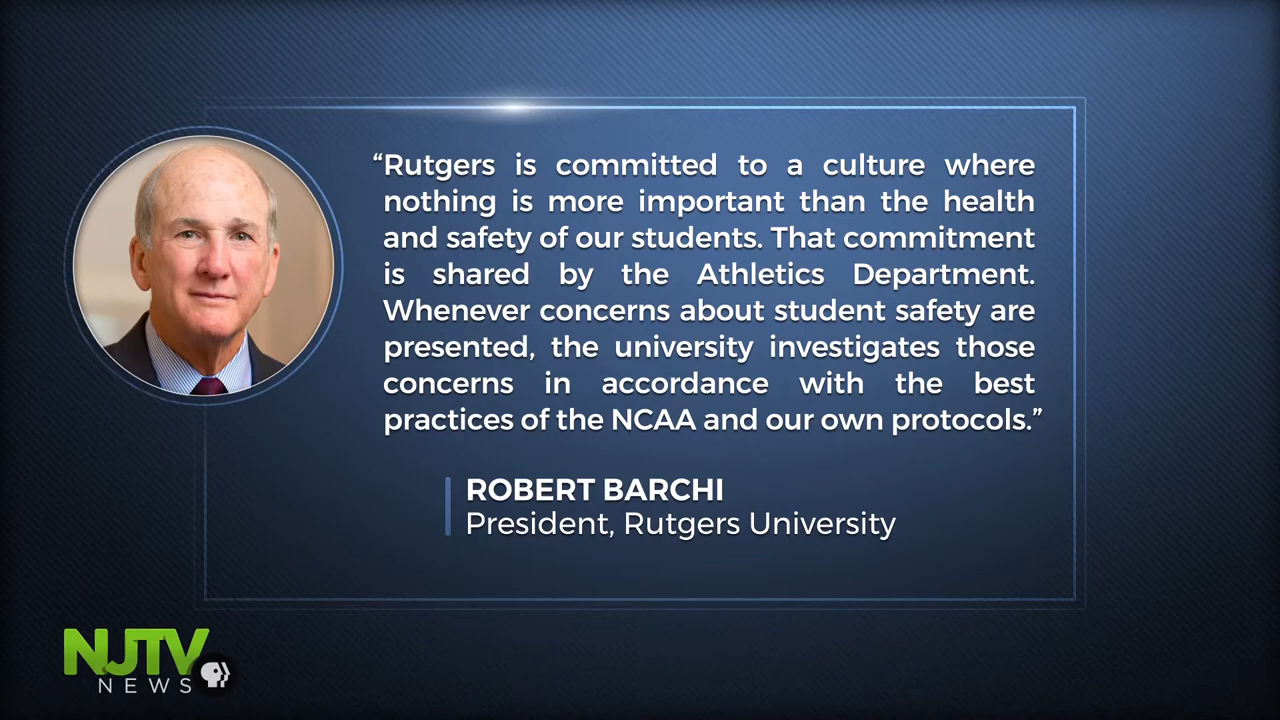 “Rutgers is committed to a culture where
nothing is more important than the health
and safety of our students. That commitment
is shared by the Athletics Department.
Whenever concerns about student safety are
presented, the university investigates those
concerns in accordance with the best
practices of the NCAA and our own protocols.”
ROBERT BARCHI
President, Rutgers University
NJTV
NEWS